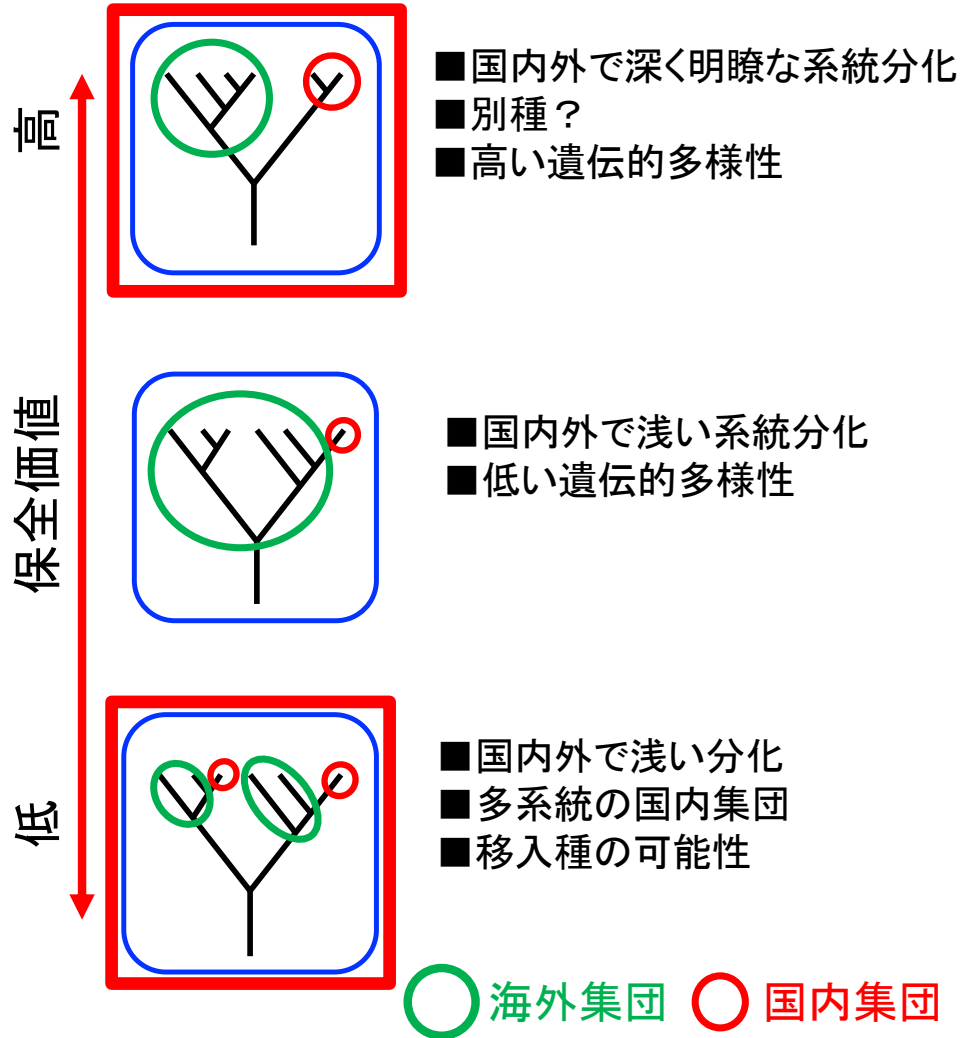 高
■国内外で深く明瞭な系統分化
■別種？
■高い遺伝的多様性
保全価値
■国内外で浅い系統分化
■低い遺伝的多様性
低
■国内外で浅い分化
■多系統の国内集団
■移入種の可能性
海外集団 国内集団